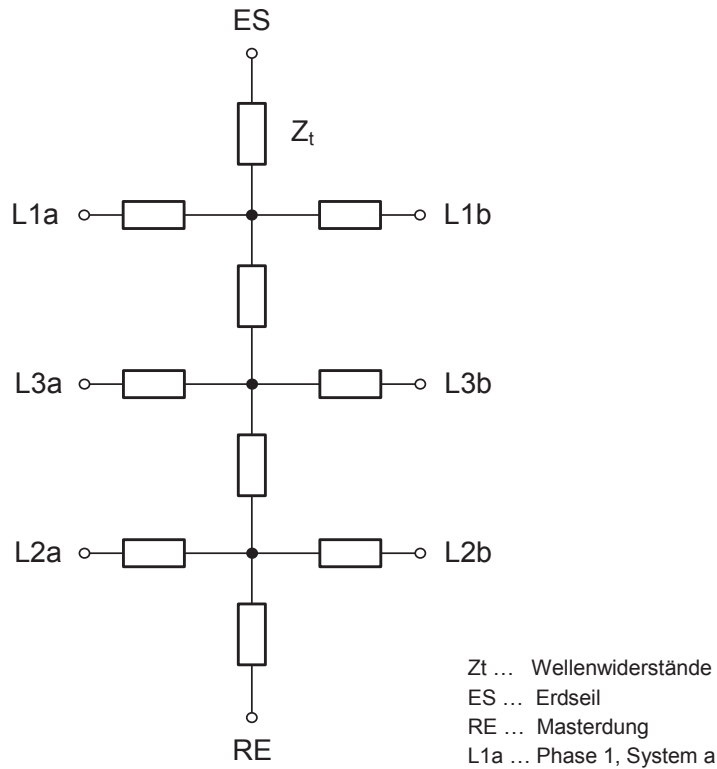 ES
Zt
L1a
L1b
L3a
L3b
L2a
L2b
RE
Zt … Wellenwiderstände
ES … Erdseil
RE … Masterdung
L1a … Phase 1, System a